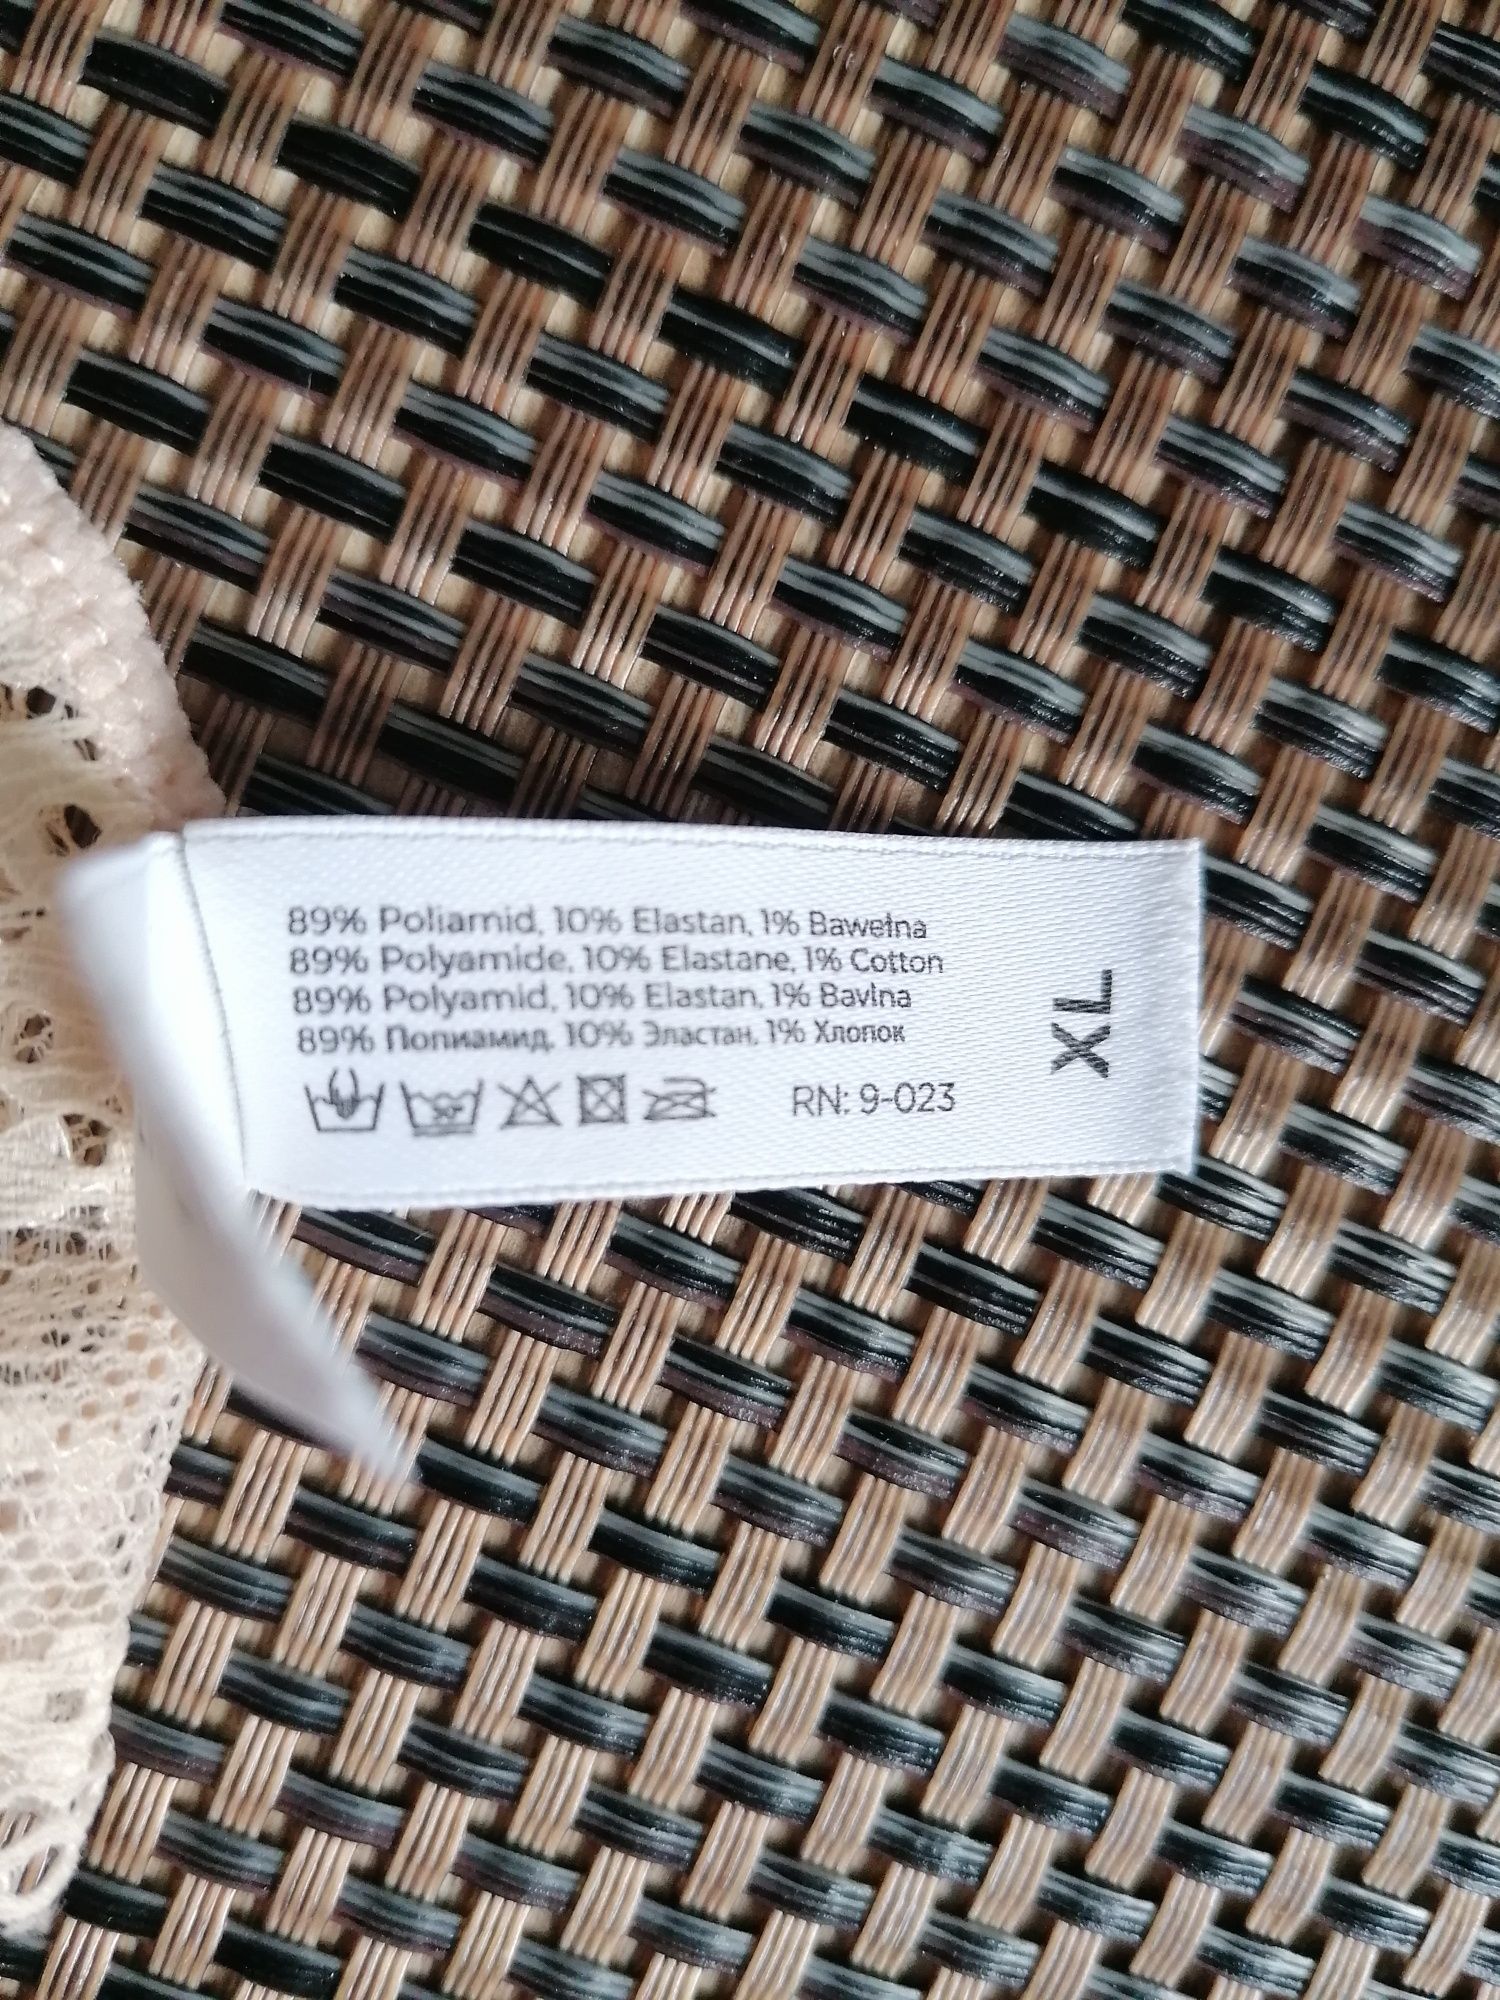 89% Poliamid, 10% Elastan, 1% Bawełna
89% Polyamide, 10% Elastane, 1% Cotton
89% Polyamid, 10% Elastan, 1% Bavlna
89% Полиамид, 10% Эластан, 1% Хлопок
RN: 9-023
XL